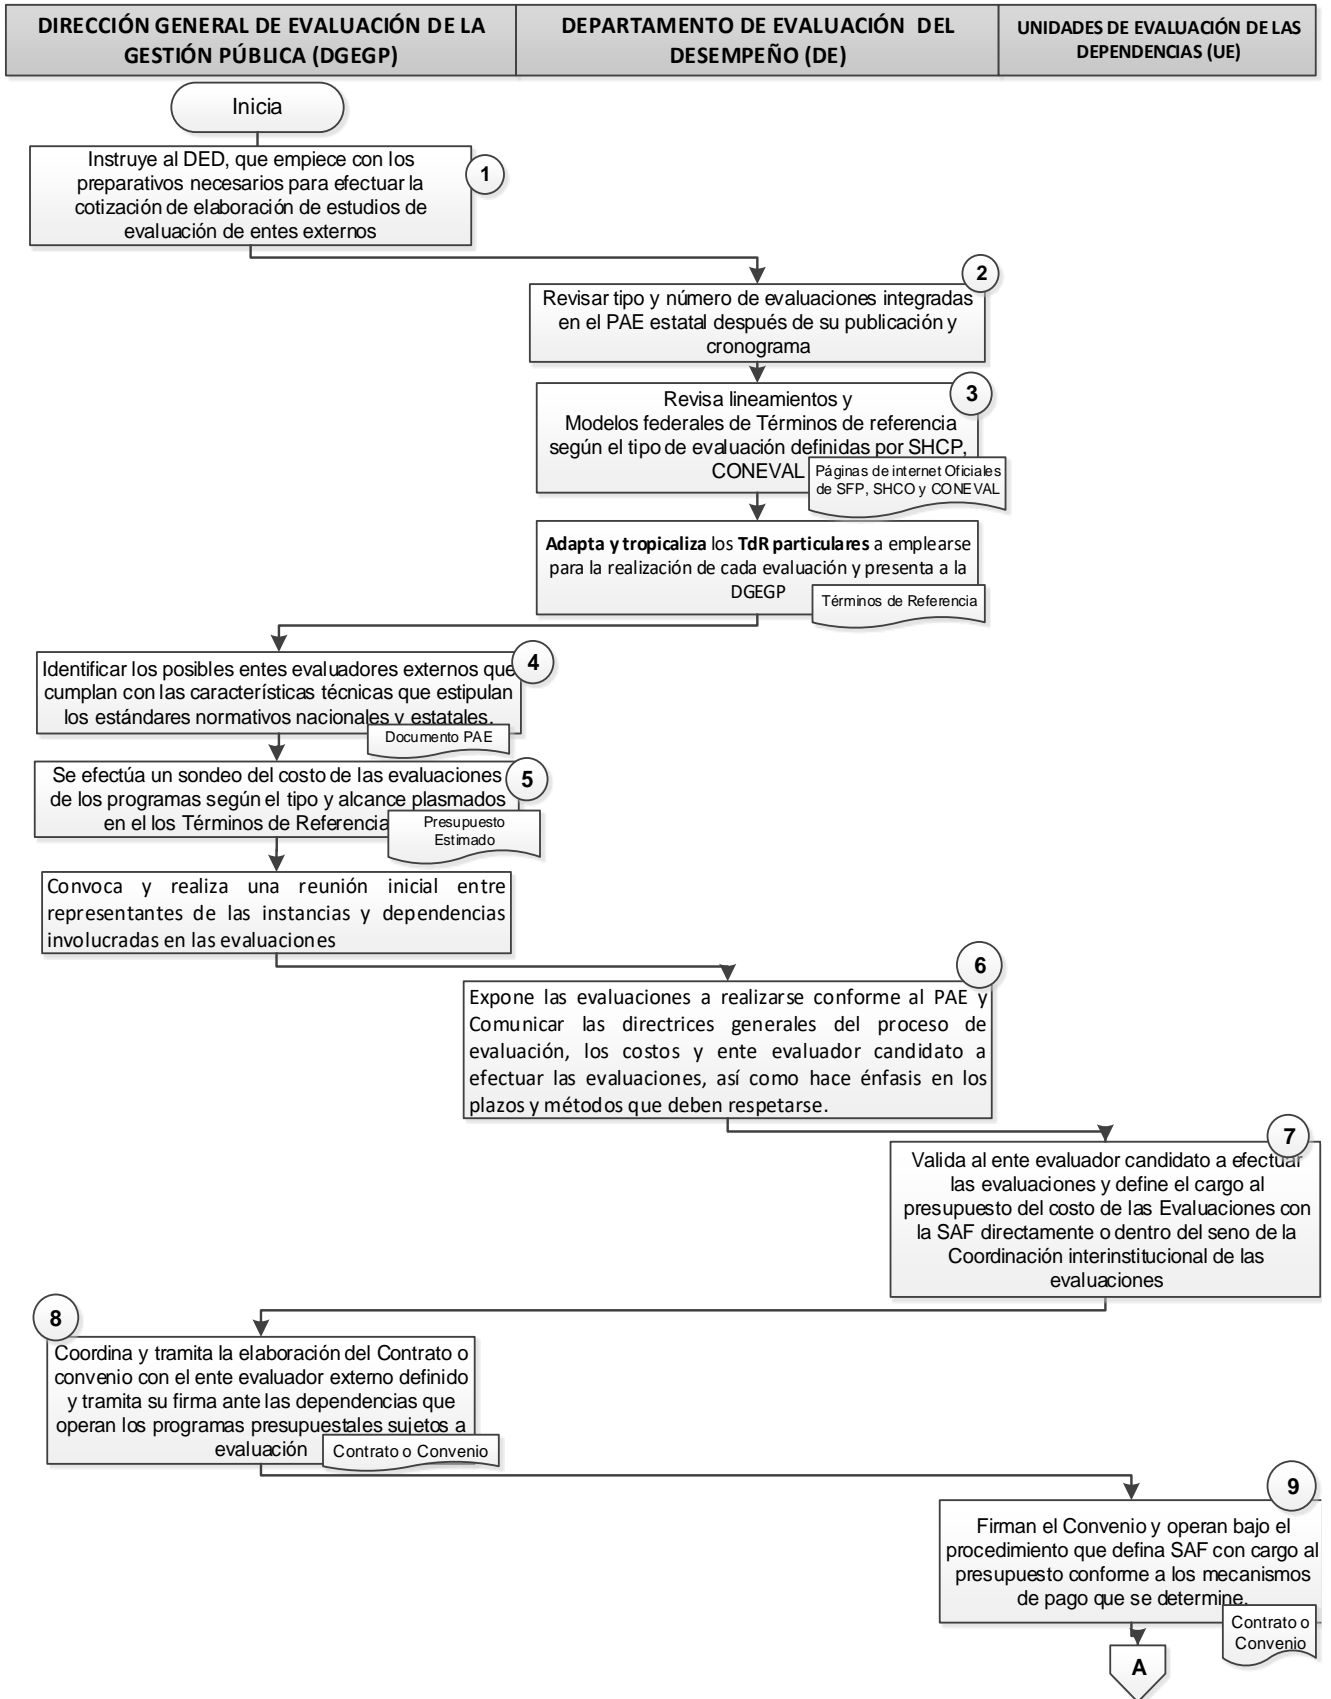 DIRECCIÓN GENERAL DE EVALUACIÓN DE LA
GESTIÓN PÚBLICA (DGEGP)
DEPARTAMENTO DE EVALUACIÓN DEL
DESEMPEÑO (DE)
UNIDADES DE EVALUACIÓN DE LAS
DEPENDENCIAS (UE)
Inicia
1
Instruye al DED, que empiece con los
preparativos necesarios para efectuar la
cotización de elaboración de estudios de
evaluación de entes externos
2
Revisar tipo y número de evaluaciones integradas
en el PAE estatal después de su publicación y
cronograma
3
Revisa lineamientos y
Modelos federales de Términos de referencia
según el tipo de evaluación definidas por SHCP,
CONEVAL
Páginas de internet Oficiales
de SFP, SHCO y CONEVAL
Adapta y tropicaliza los TdR particulares a emplearse
para la realización de cada evaluación y presenta a la
DGEGP
Términos de Referencia
4
Identificar los posibles entes evaluadores externos que
cumplan con las características técnicas que estipulan
los estándares normativos nacionales y estatales.
Documento PAE
5
Se efectúa un sondeo del costo de las evaluaciones
de los programas según el tipo y alcance plasmados
en el los Términos de Referencia
Presupuesto
Estimado
Convoca y realiza una reunión inicial entre
representantes de las instancias y dependencias
involucradas en las evaluaciones
6
Expone las evaluaciones a realizarse conforme al PAE y
Comunicar las directrices generales del proceso de
evaluación, los costos y ente evaluador candidato a
efectuar las evaluaciones, así como hace énfasis en los
plazos y métodos que deben respetarse.
7
Valida al ente evaluador candidato a efectuar
las evaluaciones y define el cargo al
presupuesto del costo de las Evaluaciones con
la SAF directamente o dentro del seno de la
Coordinación interinstitucional de las
evaluaciones
8
Coordina y tramita la elaboración del Contrato o
convenio con el ente evaluador externo definido
y tramita su firma ante las dependencias que
operan los programas presupuestales sujetos a
evaluación
Contrato o Convenio
9
Firman el Convenio y operan bajo el
procedimiento que defina SAF con cargo al
presupuesto conforme a los mecanismos
de pago que se determine.
Contrato o
Convenio
A